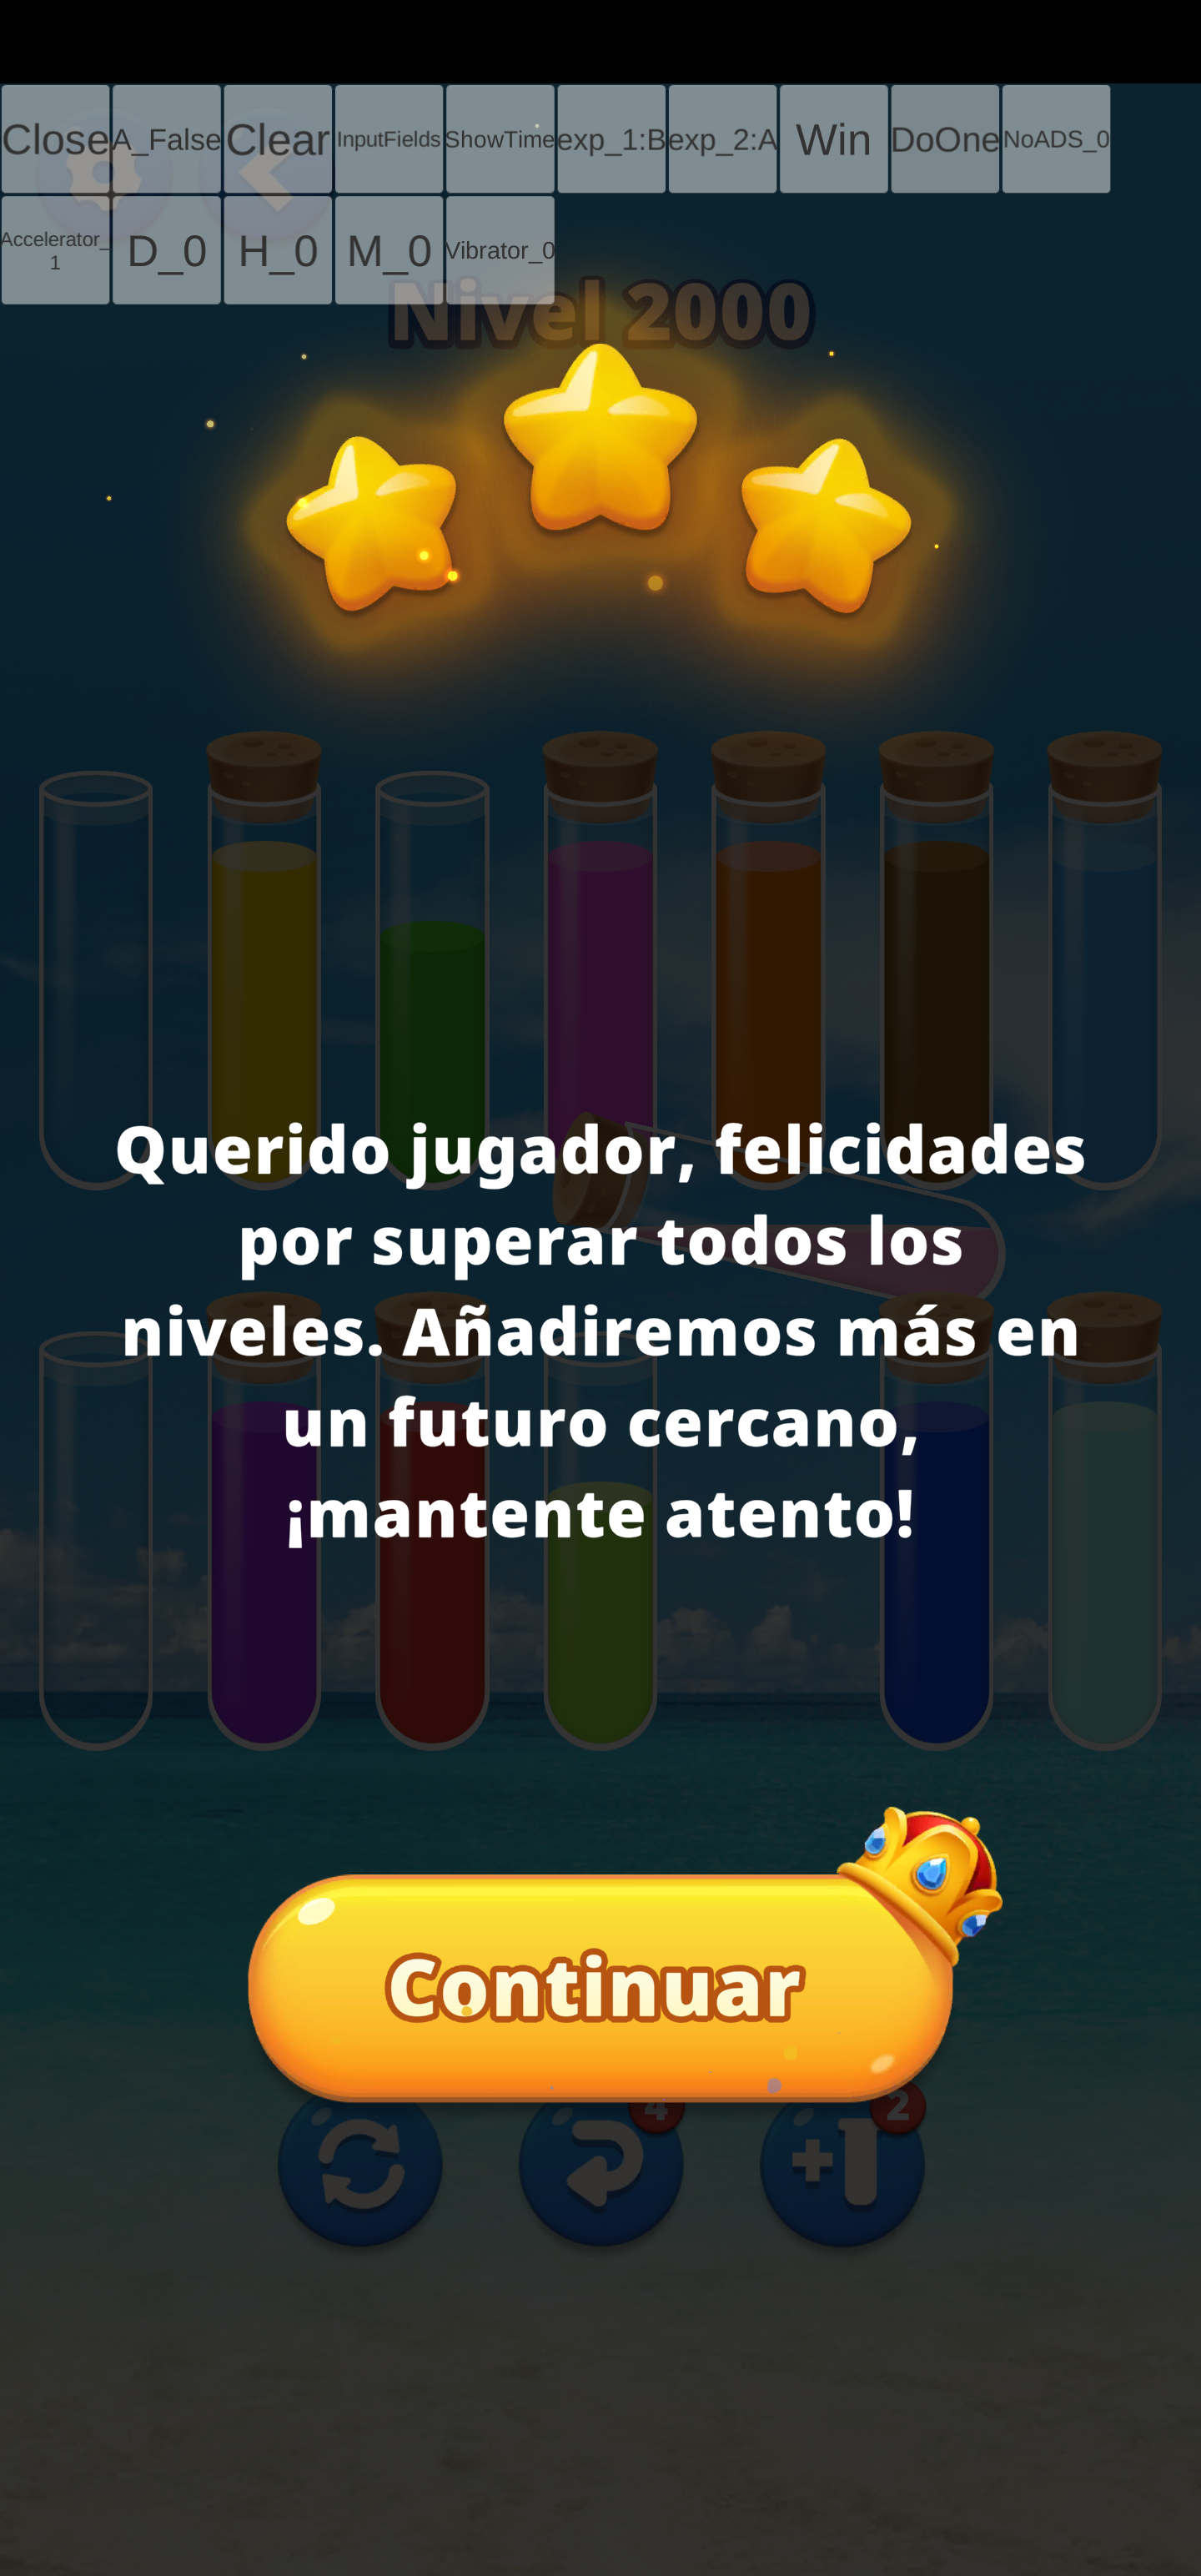 Close A_False Clear InputFields ShowTime exp_1:B exp_2:A Win DoOne NoADS_0
Accelerator_1 D_0 H_0 M_0 Vibrator_0
Nivel 2000
Querido jugador, felicidades
por superar todos los
niveles. Añadiremos más en
un futuro cercano,
¡mantente atento!
Continuar
4 2